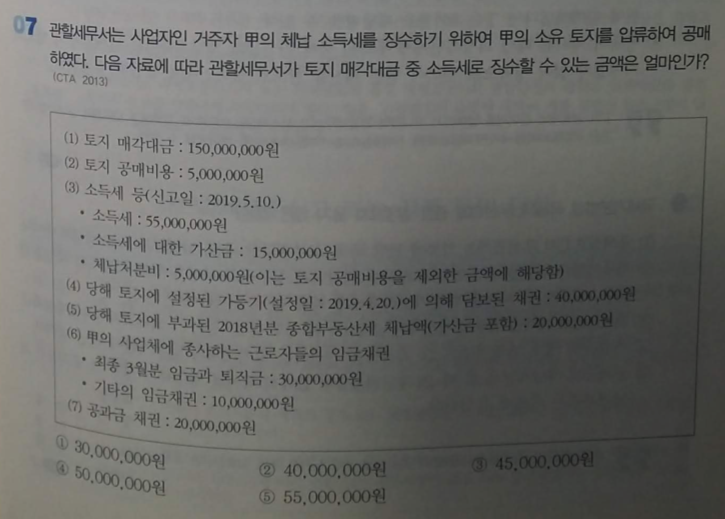 07 관할세무서는 사업자인 거주자 甲의 체납 소득세를 징수하기 위하여 甲의 소유 토지를 압류하여 공매
하였다. 다음 자료에 따라 관할세무서가 토지 매각대금 중 소득세로 징수할 수 있는 금액은 얼마인가?
(CTA 2013)
(1) 토지 매각대금 : 150,000,000원
(2) 토지 공매비용 : 5,000,000원
(3) 소득세 등(신고일 : 2019.5.10.)
• 소득세 : 55,000,000원
• 소득세에 대한 가산금 : 15,000,000원
• 체납처분비 : 5,000,000원(이는 토지 공매비용을 제외한 금액에 해당함)
(4) 당해 토지에 설정된 가등기(설정일 : 2019.4.20.)에 의해 담보된 채권 : 40,000,000원
(5) 당해 토지에 부과된 2018년분 종합부동산세 체납액(가산금 포함) : 20,000,000원
(6) 甲의 사업체에 종사하는 근로자들의 임금채권
• 최종 3월분 임금과 퇴직금 : 30,000,000원
• 기타의 임금채권 : 10,000,000원
(7) 공과금 채권 : 20,000,000원
① 30,000,000원 ② 40,000,000원 ③ 45,000,000원
④ 50,000,000원 ⑤ 55,000,000원